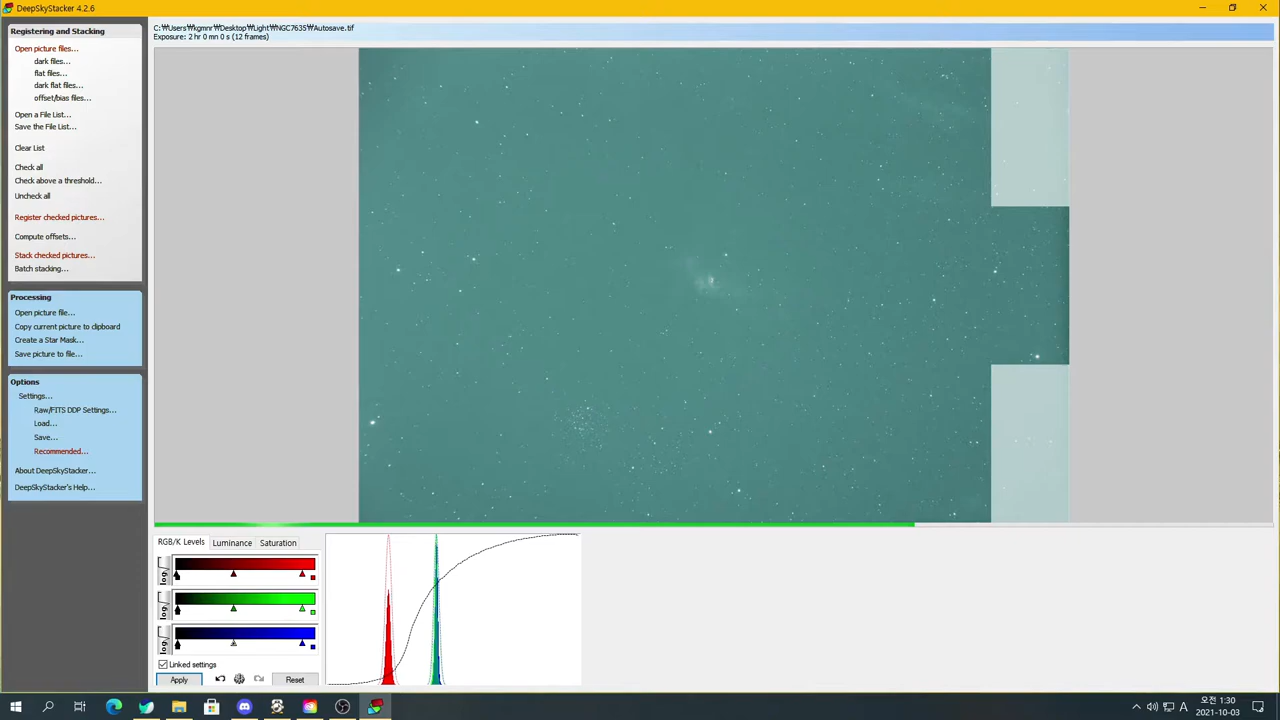 DeepSkyStacker 4.2.6
Registering and Stacking
Open picture files...
dark files...
flat files...
dark flat files...
offset/bias files...
Open a File List...
Save the File List...
Clear List
Check all
Check above a threshold...
Uncheck all
Register checked pictures...
Compute offsets...
Stack checked pictures...
Batch stacking...
Processing
Open picture file...
Copy current picture to clipboard
Create a Star Mask...
Save picture to file...
Options
Settings...
Raw/FITS DDP Settings...
Load...
Save...
Recommended...
About DeepSkyStacker...
DeepSkyStacker's Help...
C:₩Users₩kgmnr₩Desktop₩Light₩NGC7635₩Autosave.tif
Exposure: 2 hr 0 mn 0 s (12 frames)
RGB/K Levels Luminance Saturation
log
log
log
Linked settings
Apply
Reset
A
오전 1:30
2021-10-03